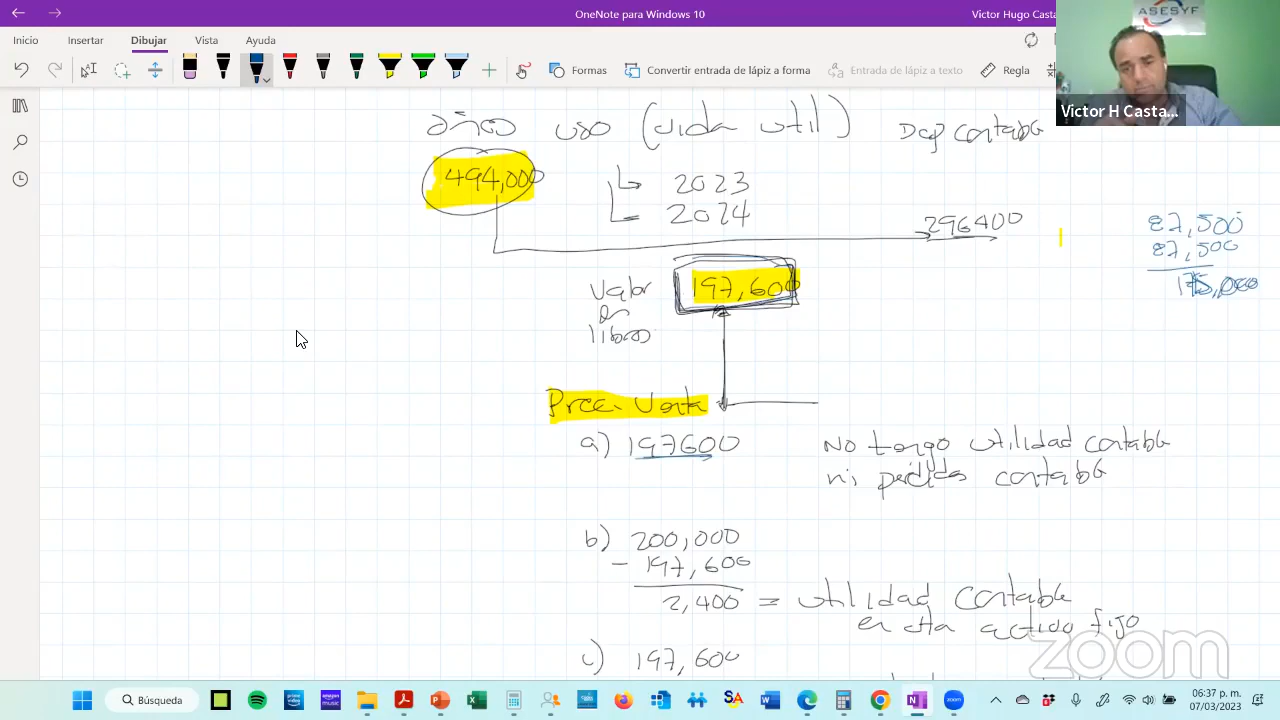 OneNote para Windows 10
Victor Hugo Casta
ASESYF
Inicio
Insertar
Dibujar
Vista
Ayuda
Formas
Convertir entrada de lápiz a forma
Entrada de lápiz a texto
Regla
Victor H Casta...
años uso (vida util) Dep contable
494,000
2023
2024
296400
87,500
87,500
175,000
valor
en
libros
197,600
Precio Venta
a) 197600 No tengo utilidad contable
ni perdida contable
b) 200,000
- 197,600
2,400 = utilidad contable
en vta activo fijo
c) 197,600
zoom
Búsqueda
zoom
06:37 p. m.
07/03/2023